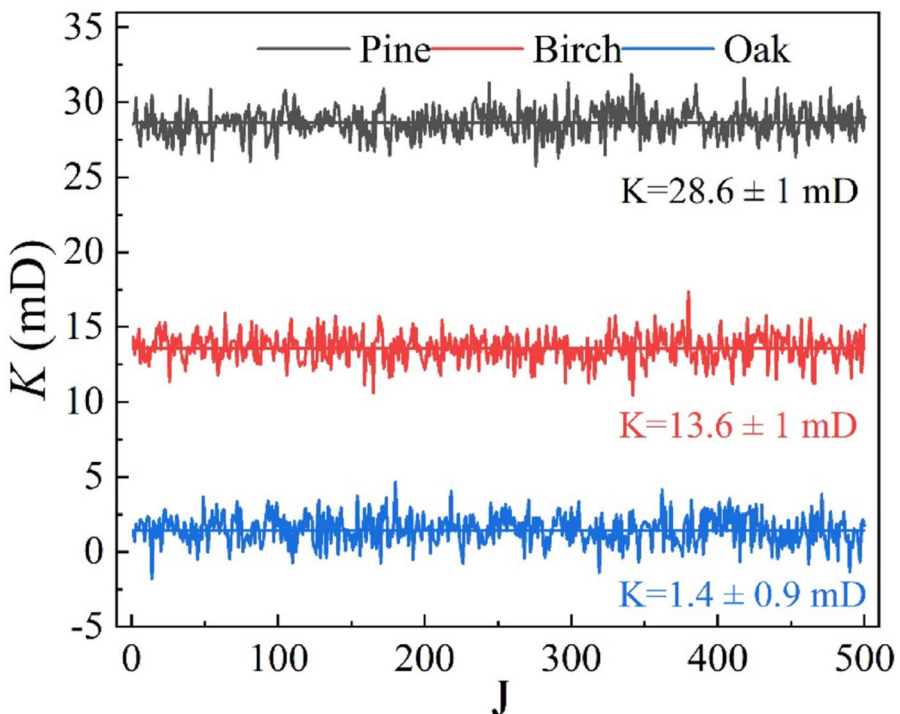 35
Pine Birch Oak
30
25
K=28.6 ± 1 mD
20
15
10
K=13.6 ± 1 mD
5
0
K=1.4 ± 0.9 mD
-5
K (mD)
0 100 200 300 400 500
J